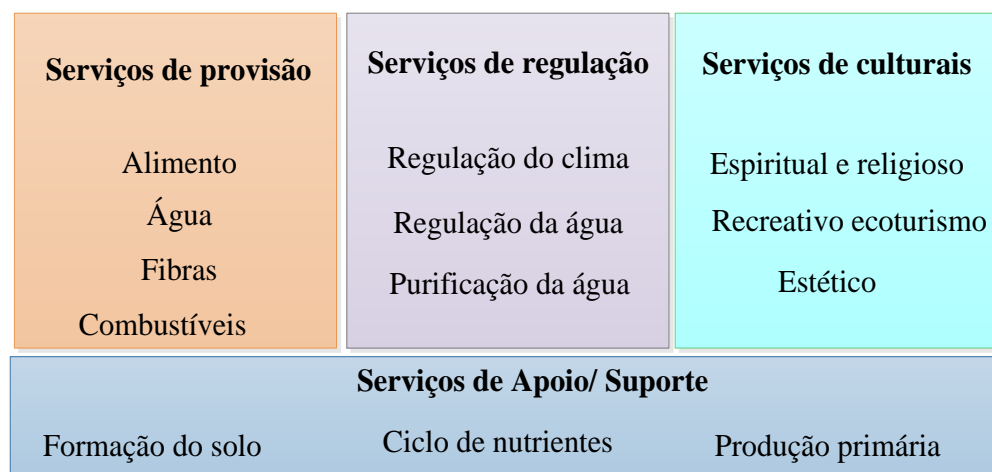 Serviços de provisão
Alimento
Água
Fibras
Combustíveis
Serviços de regulação
Regulação do clima
Regulação da água
Purificação da água
Serviços de culturais
Espiritual e religioso
Recreativo ecoturismo
Estético
Serviços de Apoio/ Suporte
Formação do solo
Ciclo de nutrientes
Produção primária